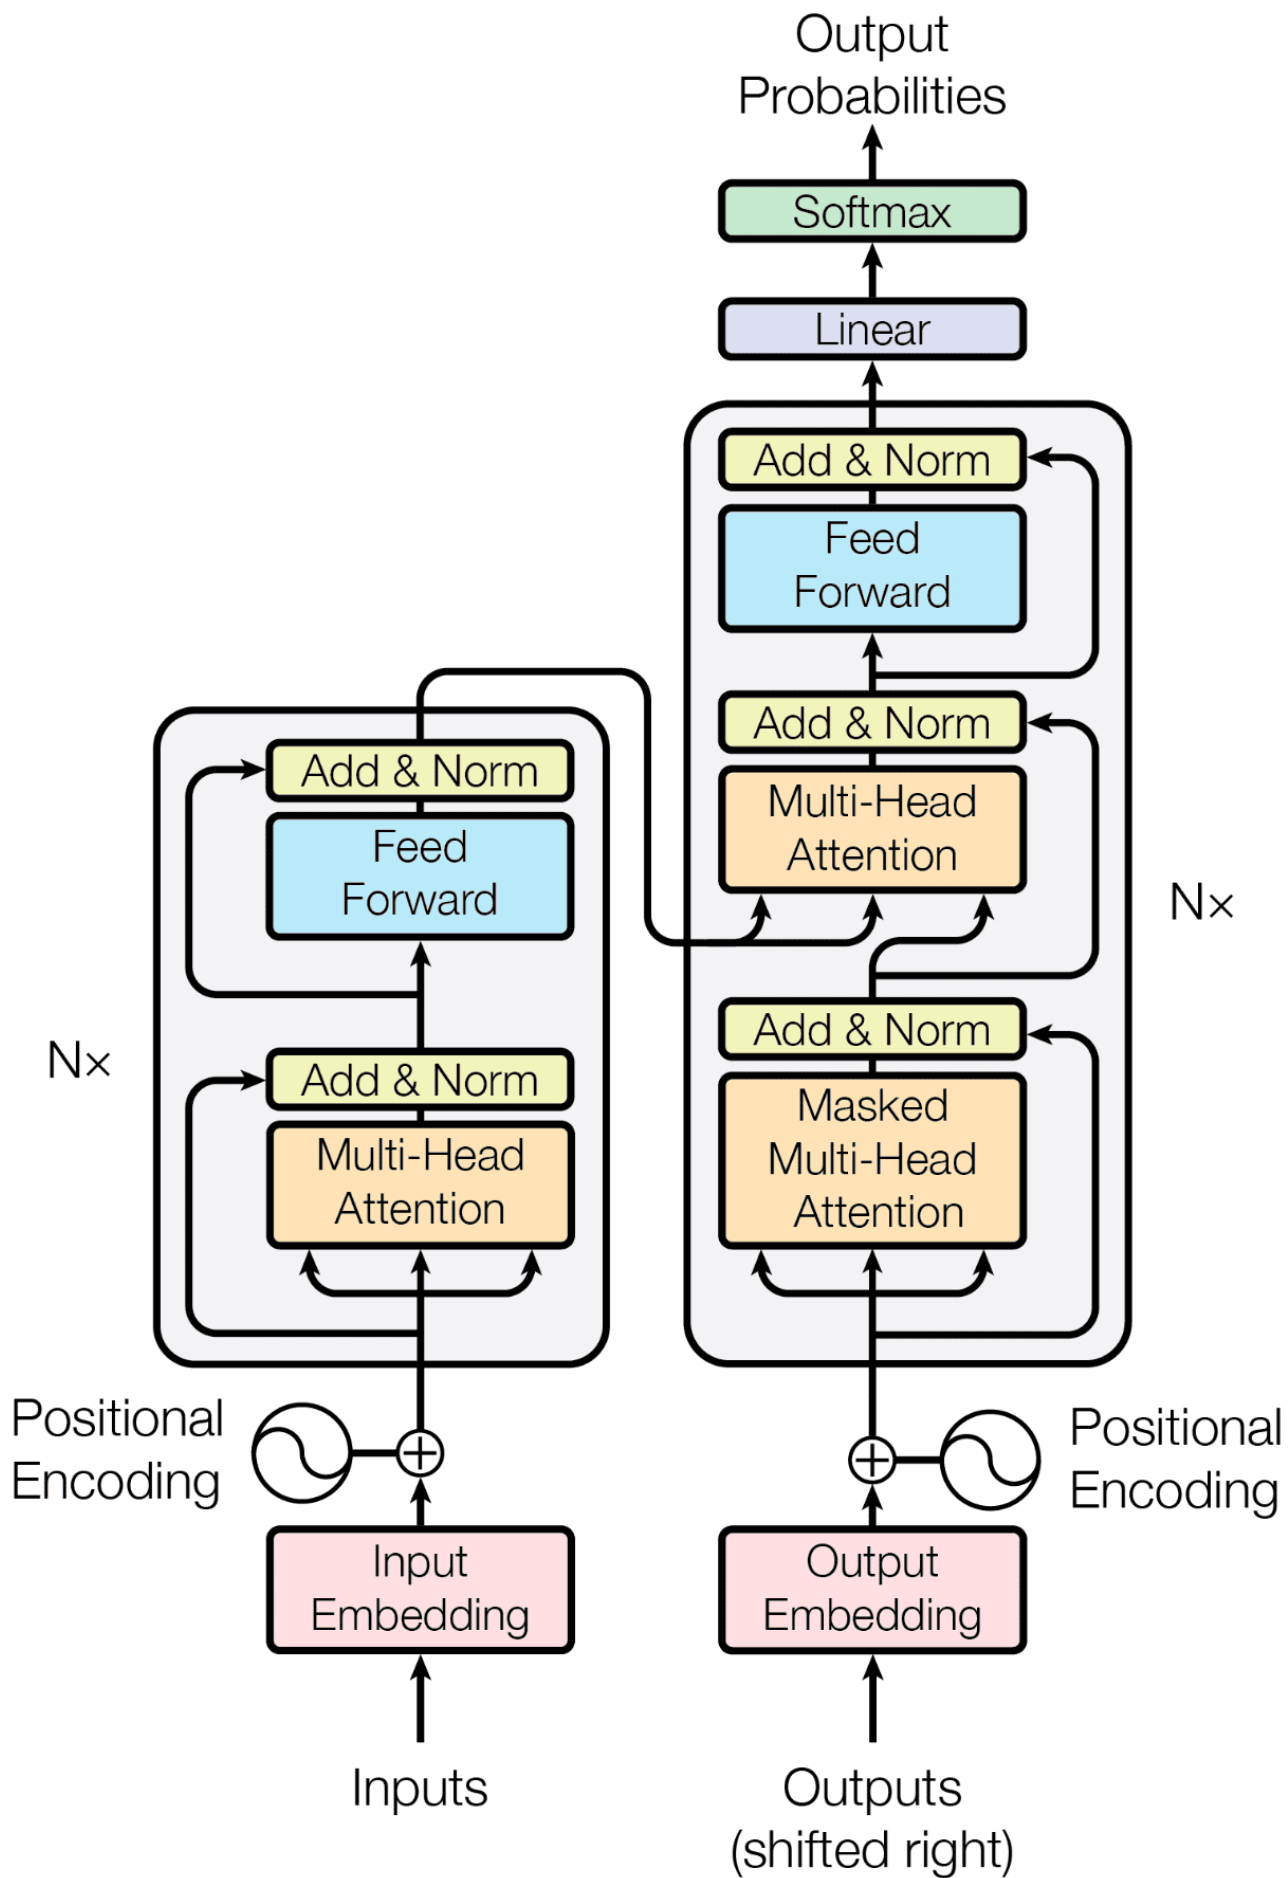 Output
Probabilities
Softmax
Linear
Add & Norm
Feed
Forward
Add & Norm
Multi-Head
Attention
Add & Norm
Masked
Multi-Head
Attention
N×
Positional
Encoding
Output
Embedding
Outputs
(shifted right)
Add & Norm
Feed
Forward
Add & Norm
Multi-Head
Attention
N×
Positional
Encoding
Input
Embedding
Inputs